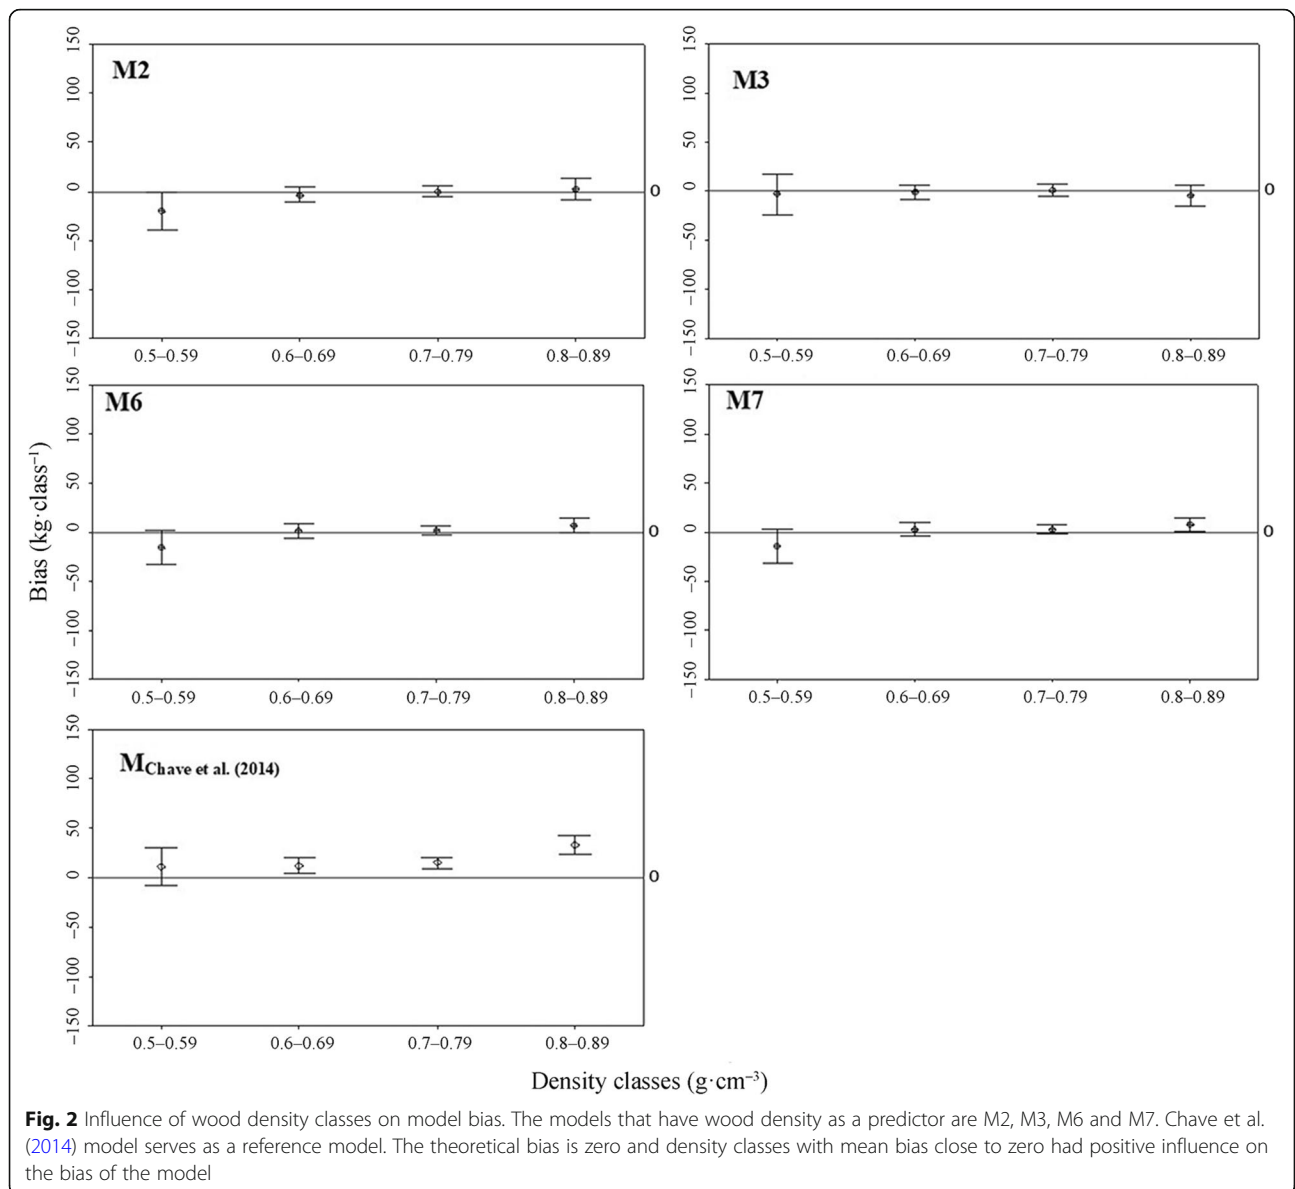 M2
150
100
50
0
−50
−100
−150
0
0.5–0.59 0.6–0.69 0.7–0.79 0.8–0.89
M3
150
100
50
0
−50
−100
−150
0
0.5–0.59 0.6–0.69 0.7–0.79 0.8–0.89
Bias (kg·class⁻¹)
M6
150
100
50
0
−50
−100
−150
0
0.5–0.59 0.6–0.69 0.7–0.79 0.8–0.89
M7
150
100
50
0
−50
−100
−150
0
0.5–0.59 0.6–0.69 0.7–0.79 0.8–0.89
M Chave et al. (2014)
150
100
50
0
−50
−100
−150
0
0.5–0.59 0.6–0.69 0.7–0.79 0.8–0.89
Density classes (g·cm⁻³)
Fig. 2 Influence of wood density classes on model bias. The models that have wood density as a predictor are M2, M3, M6 and M7. Chave et al.
(2014) model serves as a reference model. The theoretical bias is zero and density classes with mean bias close to zero had positive influence on
the bias of the model